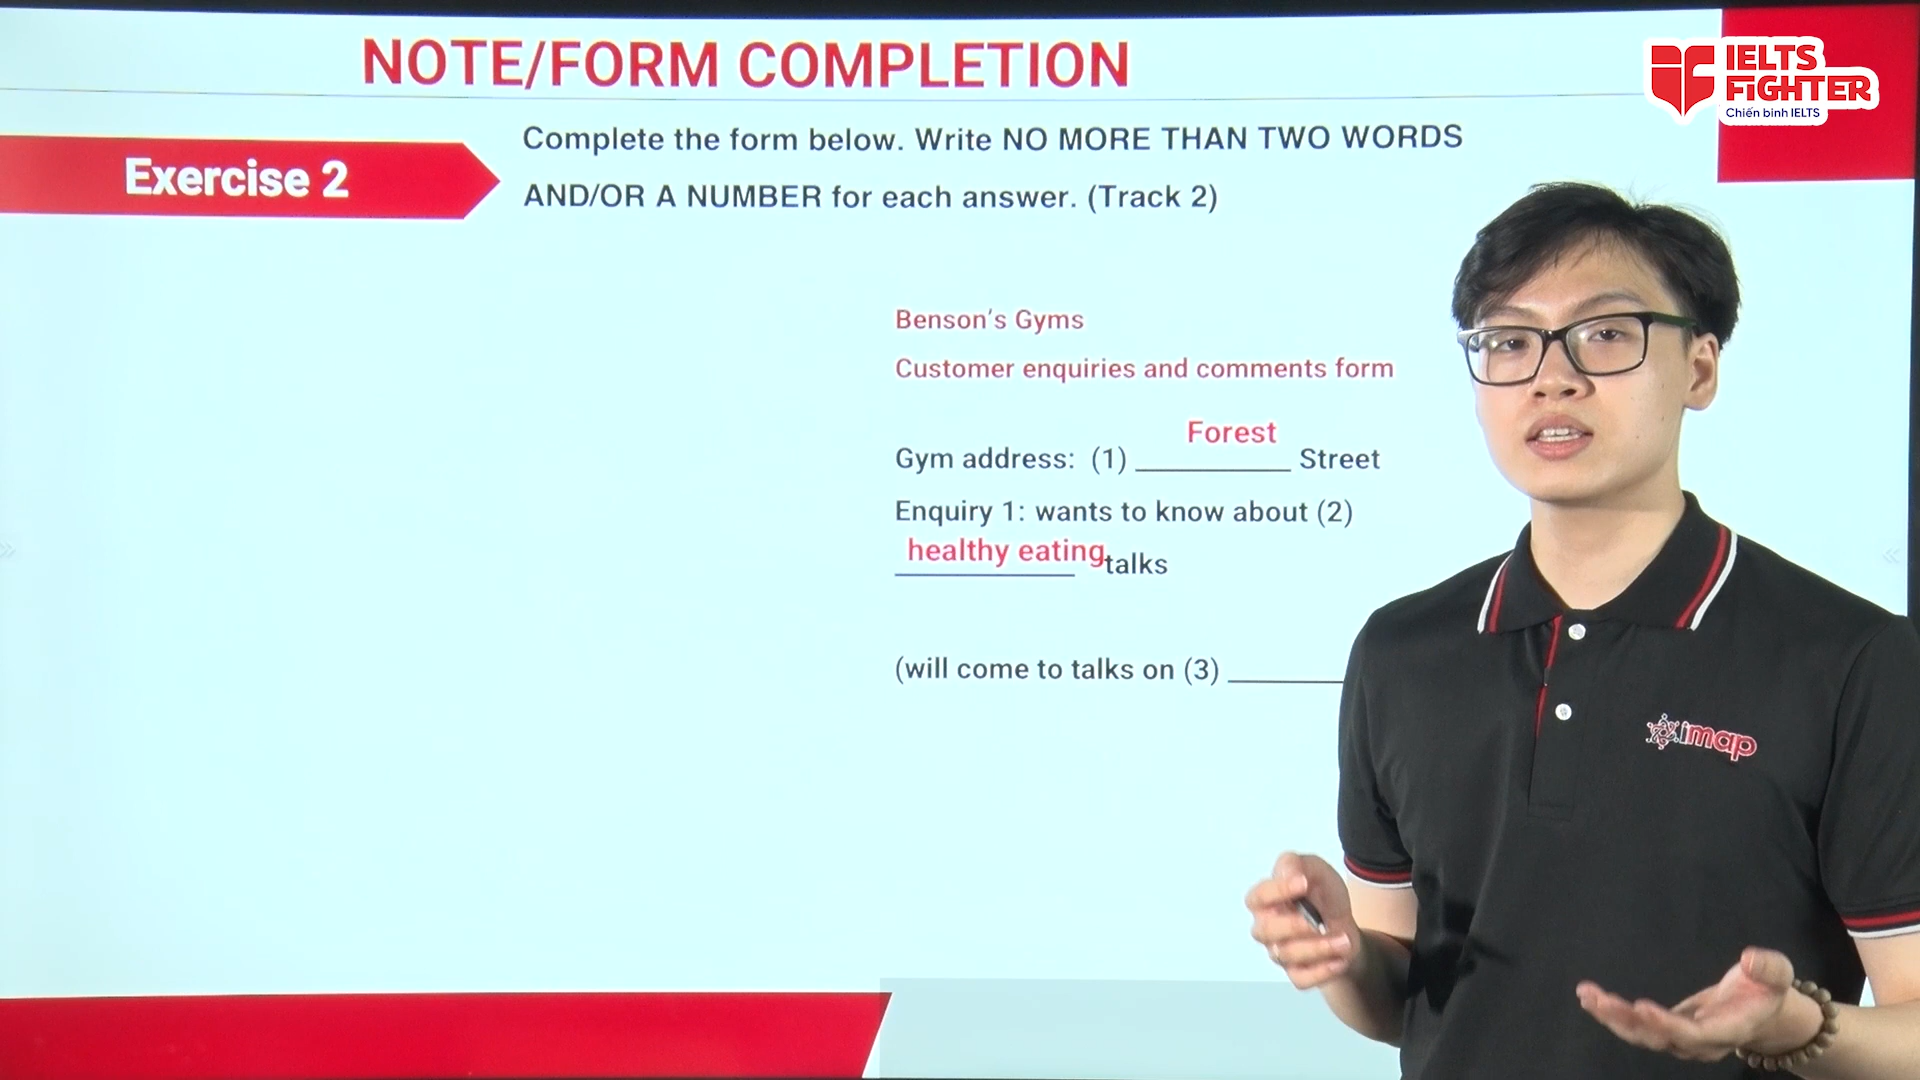 NOTE/FORM COMPLETION
IELTS
FiGHTER
Chiến binh IELTS
Exercise 2
Complete the form below. Write NO MORE THAN TWO WORDS
AND/OR A NUMBER for each answer. (Track 2)
Benson's Gyms
Customer enquiries and comments form
Forest
Gym address: (1) __________ Street
Enquiry 1: wants to know about (2)
healthy eating
____________ talks
(will come to talks on (3) ________
imap